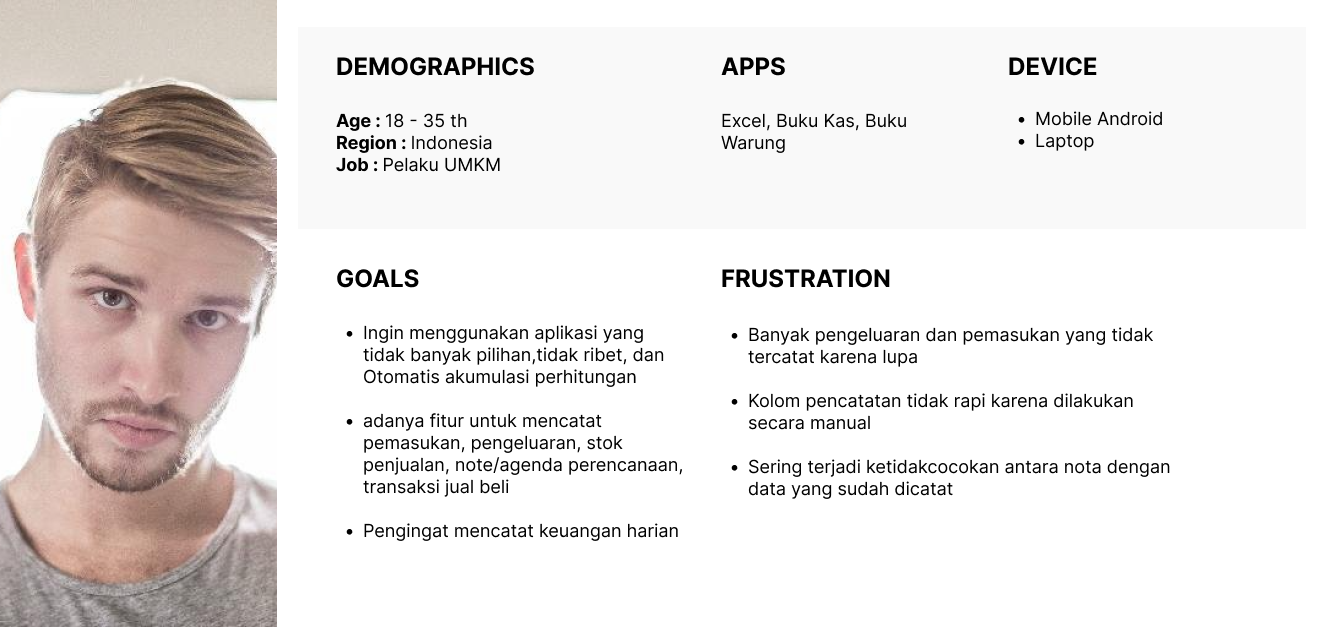 DEMOGRAPHICS
Age : 18 - 35 th
Region : Indonesia
Job : Pelaku UMKM
APPS
Excel, Buku Kas, Buku
Warung
DEVICE
• Mobile Android
• Laptop
GOALS
• Ingin menggunakan aplikasi yang
tidak banyak pilihan,tidak ribet, dan
Otomatis akumulasi perhitungan
• adanya fitur untuk mencatat
pemasukan, pengeluaran, stok
penjualan, note/agenda perencanaan,
transaksi jual beli
• Pengingat mencatat keuangan harian
FRUSTRATION
• Banyak pengeluaran dan pemasukan yang tidak
tercatat karena lupa
• Kolom pencatatan tidak rapi karena dilakukan
secara manual
• Sering terjadi ketidakcocokan antara nota dengan
data yang sudah dicatat